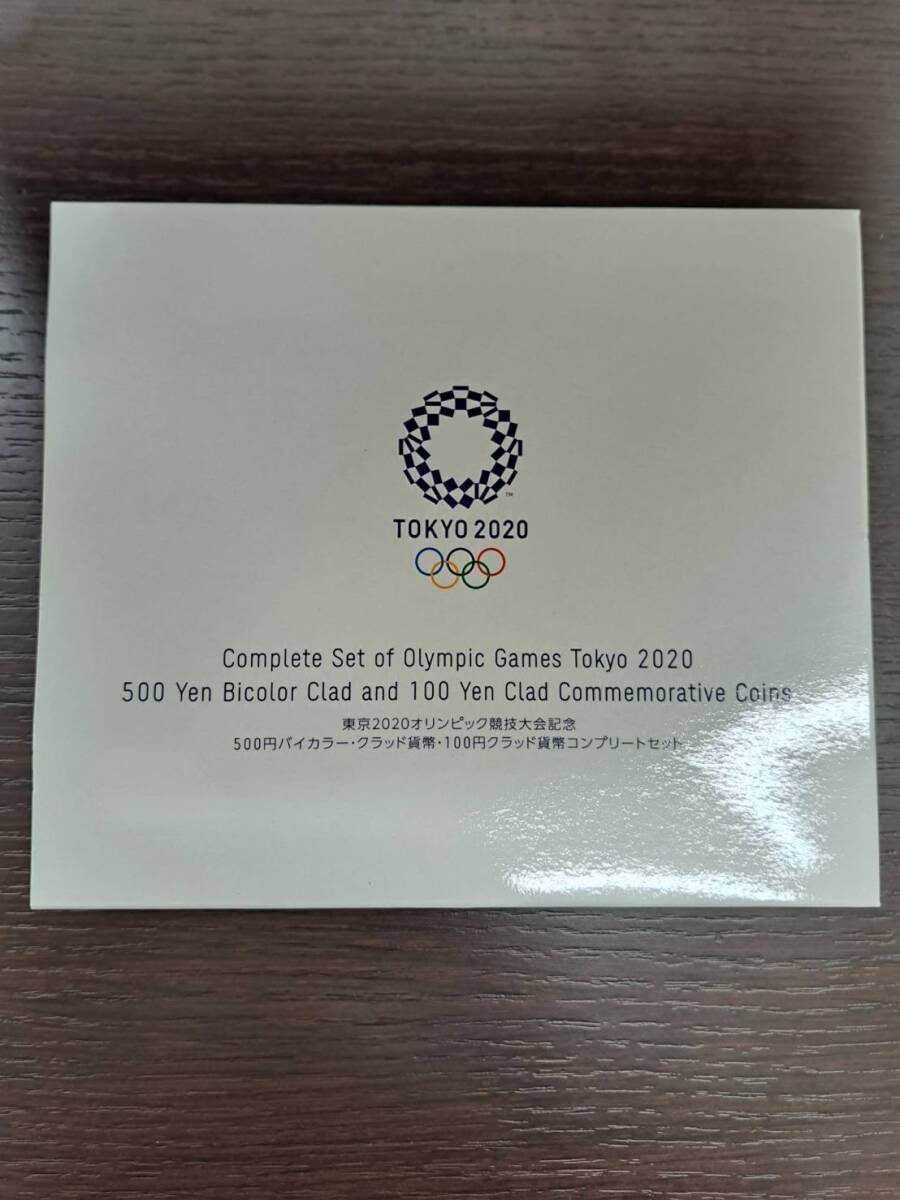 TM
TOKYO 2020
Complete Set of Olympic Games Tokyo 2020
500 Yen Bicolor Clad and 100 Yen Clad Commemorative Coins
東京2020オリンピック競技大会記念
500円バイカラー・クラッド貨幣・100円クラッド貨幣コンプリートセット